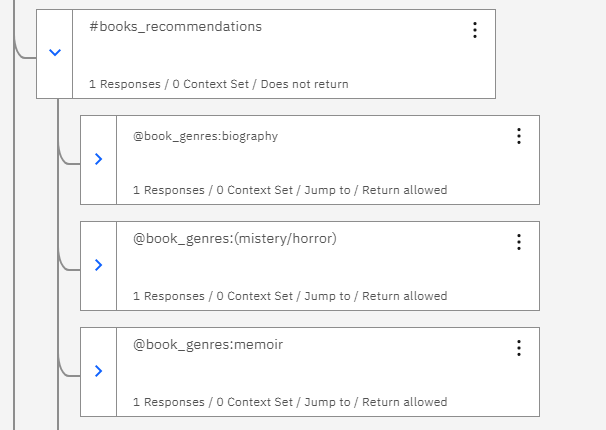 #books_recommendations
1 Responses / 0 Context Set / Does not return
@book_genres:biography
1 Responses / 0 Context Set / Jump to / Return allowed
@book_genres:(mistery/horror)
1 Responses / 0 Context Set / Jump to / Return allowed
@book_genres:memoir
1 Responses / 0 Context Set / Jump to / Return allowed